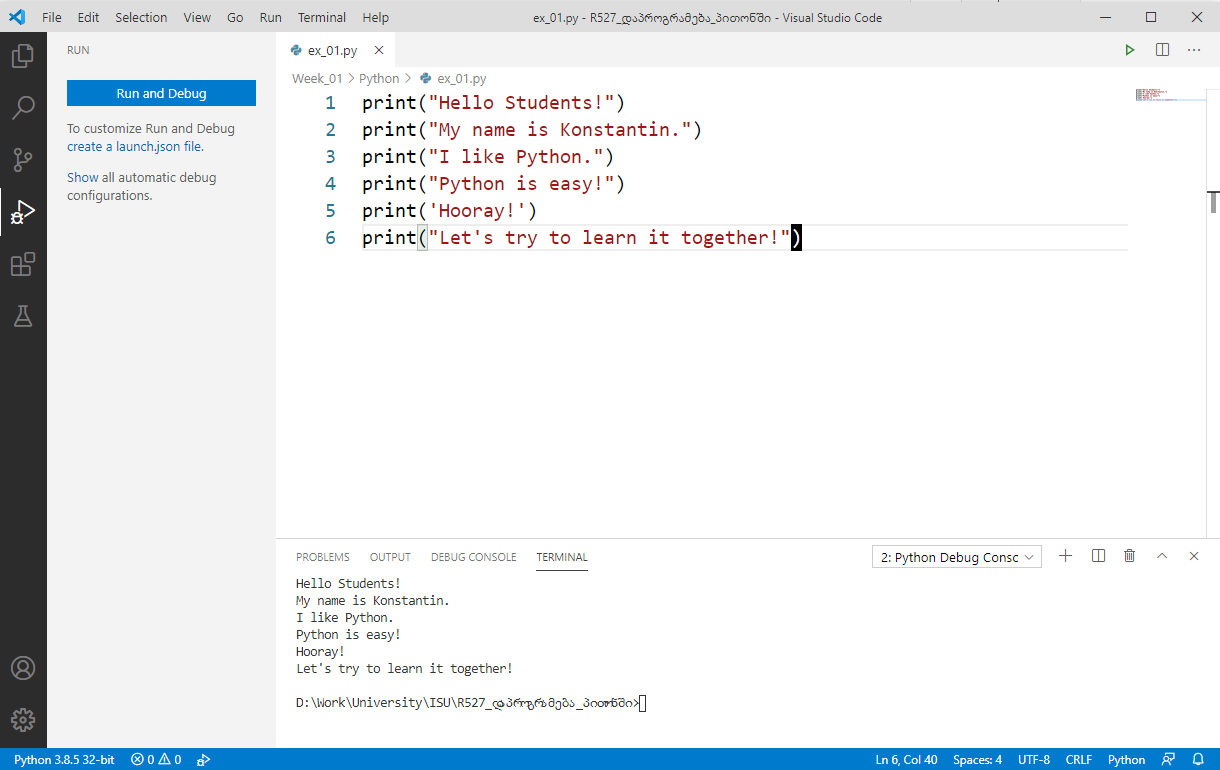 File Edit Selection View Go Run Terminal Help ex_01.py - R527_დაპროგრამება_პითონში - Visual Studio Code
RUN
ex_01.py
Run and Debug
To customize Run and Debug
create a launch.json file.
Show all automatic debug
configurations.
Week_01 > Python > ex_01.py
1 print("Hello Students!")
2 print("My name is Konstantin.")
3 print("I like Python.")
4 print("Python is easy!")
5 print('Hooray!')
6 print("Let's try to learn it together!")
PROBLEMS OUTPUT DEBUG CONSOLE TERMINAL 2: Python Debug Consc
Hello Students!
My name is Konstantin.
I like Python.
Python is easy!
Hooray!
Let's try to learn it together!
D:\Work\University\ISU\R527_დაპროგრამება_პითონში>
Python 3.8.5 32-bit 0 0 Ln 6, Col 40 Spaces: 4 UTF-8 CRLF Python